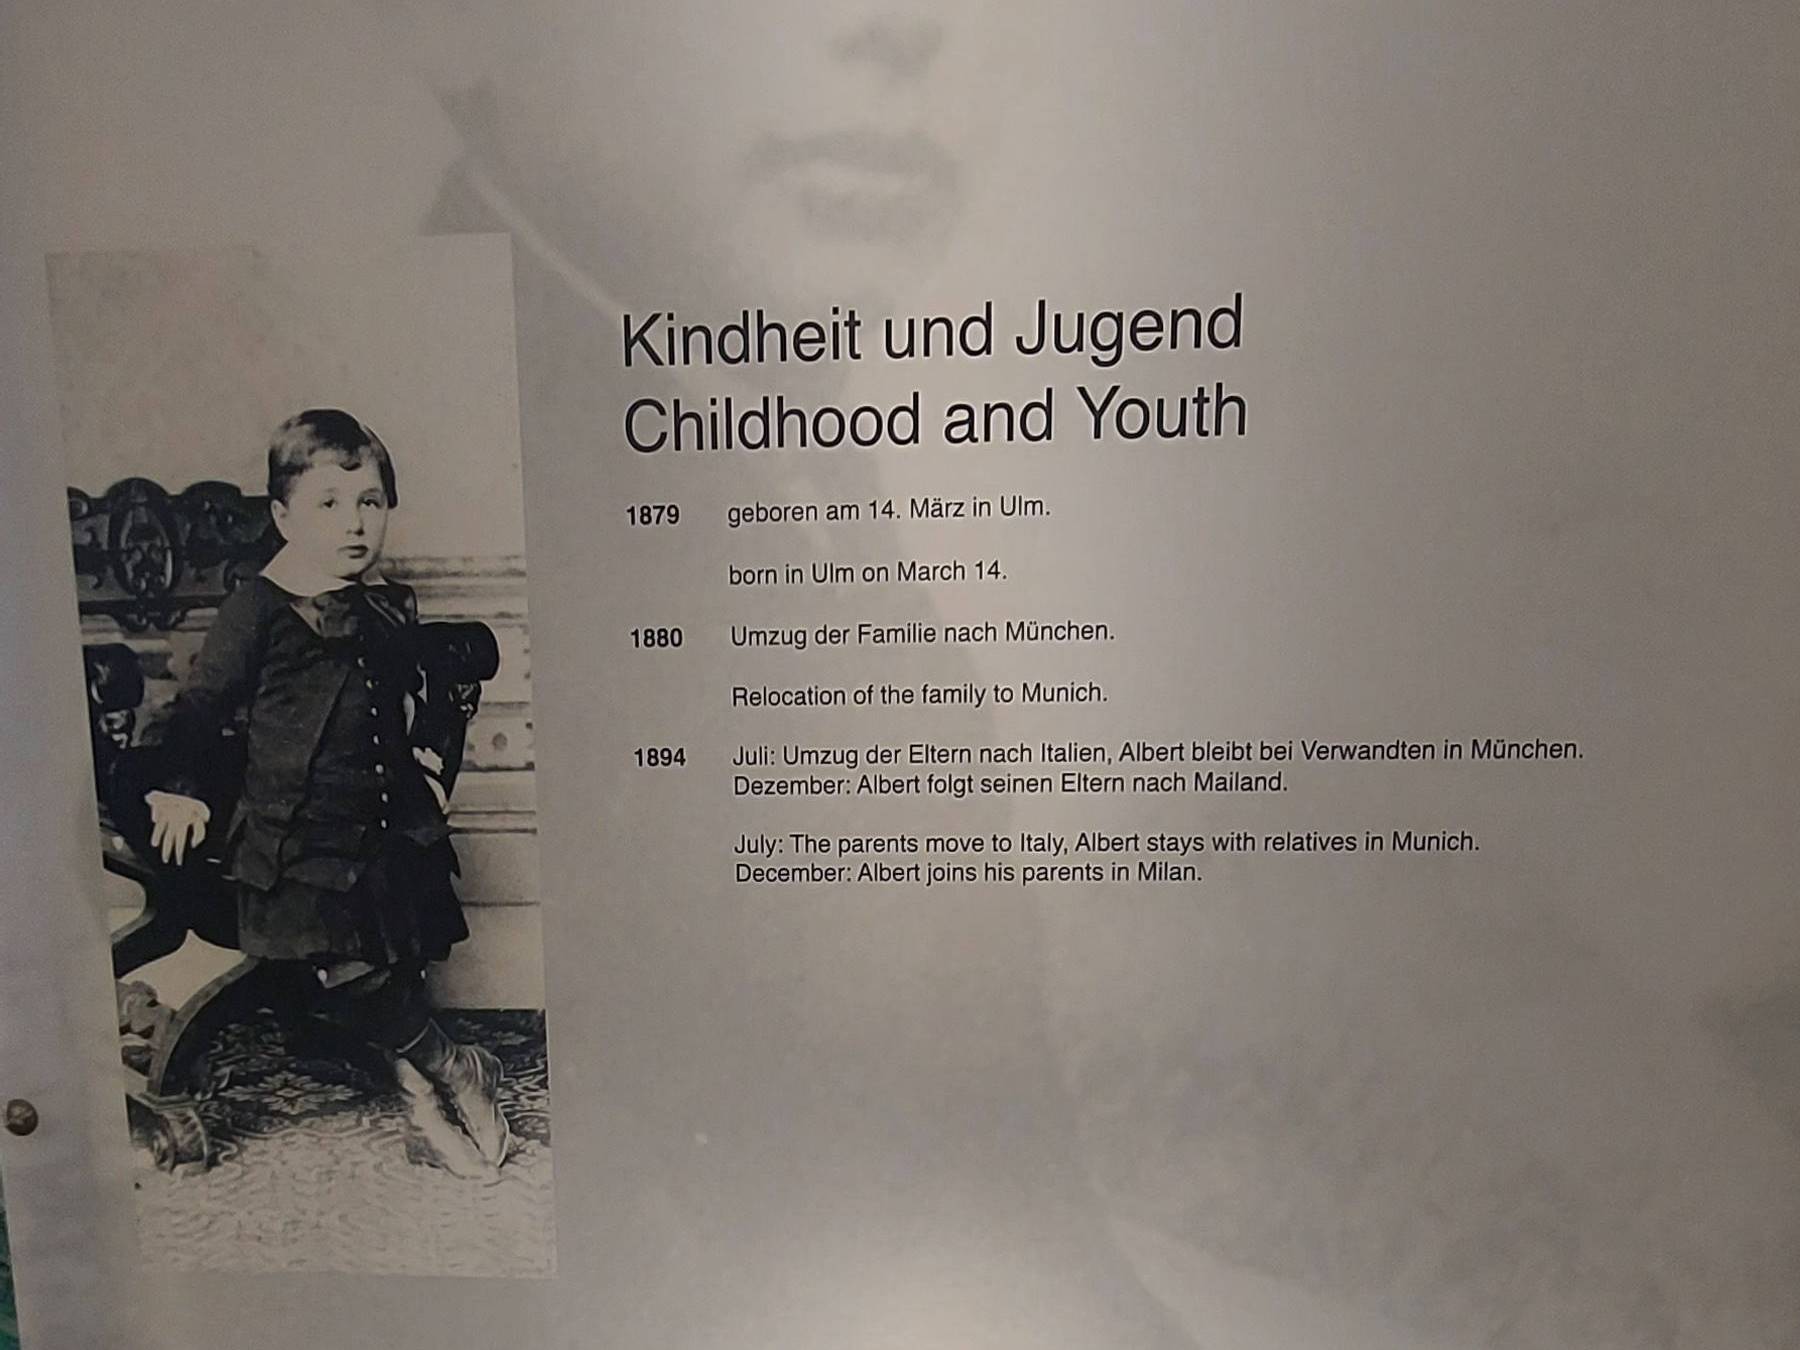 Kindheit und Jugend
Childhood and Youth
1879 geboren am 14. März in Ulm.
born in Ulm on March 14.
1880 Umzug der Familie nach München.
Relocation of the family to Munich.
1894 Juli: Umzug der Eltern nach Italien, Albert bleibt bei Verwandten in München.
Dezember: Albert folgt seinen Eltern nach Mailand.
July: The parents move to Italy, Albert stays with relatives in Munich.
December: Albert joins his parents in Milan.